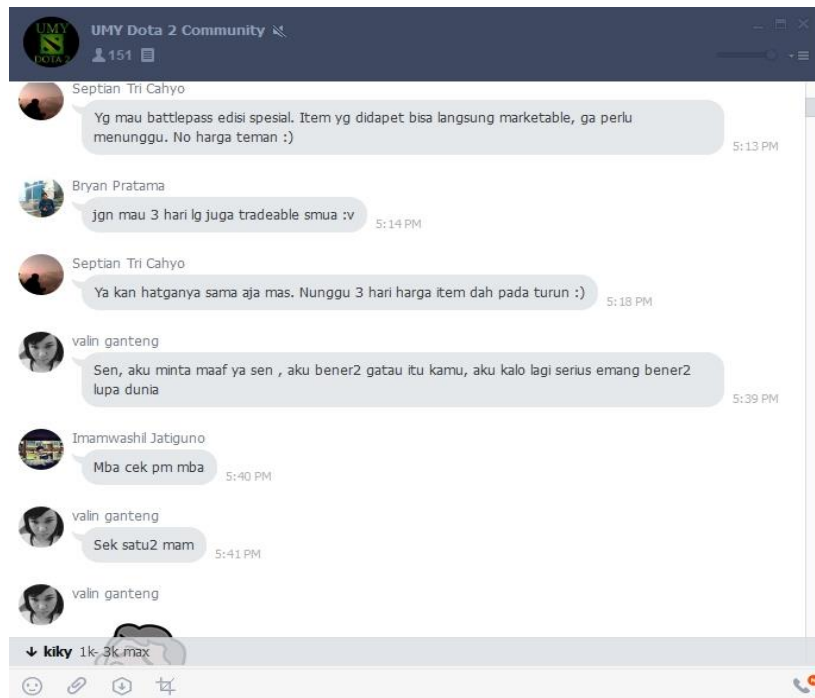 UMY
DOTA 2
UMY Dota 2 Community
151
Septian Tri Cahyo
Yg mau battlepass edisi spesial. Item yg didapet bisa langsung marketable, ga perlu
menunggu. No harga teman :)
5:13 PM
Bryan Pratama
jgn mau 3 hari lg juga tradeable smua :v
5:14 PM
Septian Tri Cahyo
Ya kan hatganya sama aja mas. Nunggu 3 hari harga item dah pada turun :)
5:18 PM
valin ganteng
Sen, aku minta maaf ya sen , aku bener2 gatau itu kamu, aku kalo lagi serius emang bener2
lupa dunia
5:39 PM
Imamwashil Jatiguno
Mba cek pm mba
5:40 PM
valin ganteng
Sek satu2 mam
5:41 PM
valin ganteng
kiky 1k- 3k max